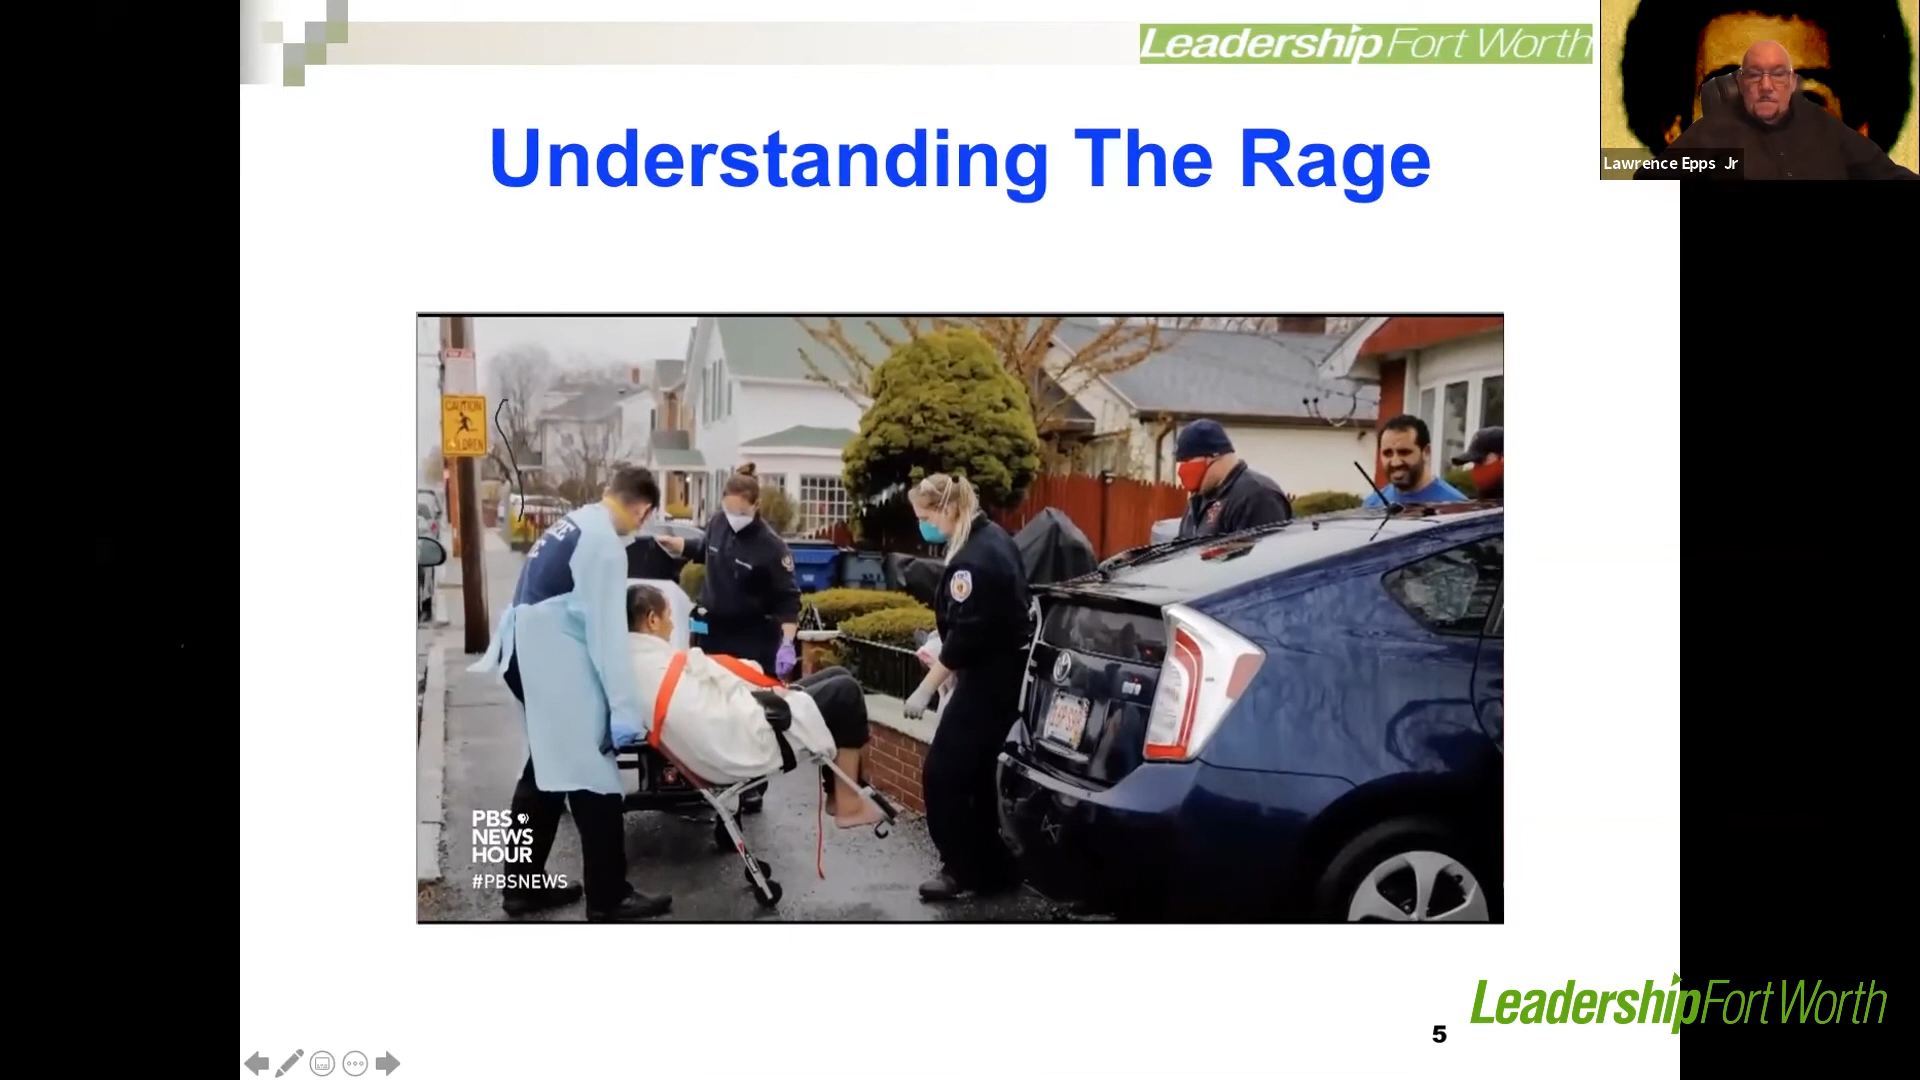 Leadership Fort Worth
Lawrence Epps Jr
Understanding The Rage
CAUTION
CHILDREN
PBS
NEWS
HOUR
#PBSNEWS
Leadership Fort Worth
5